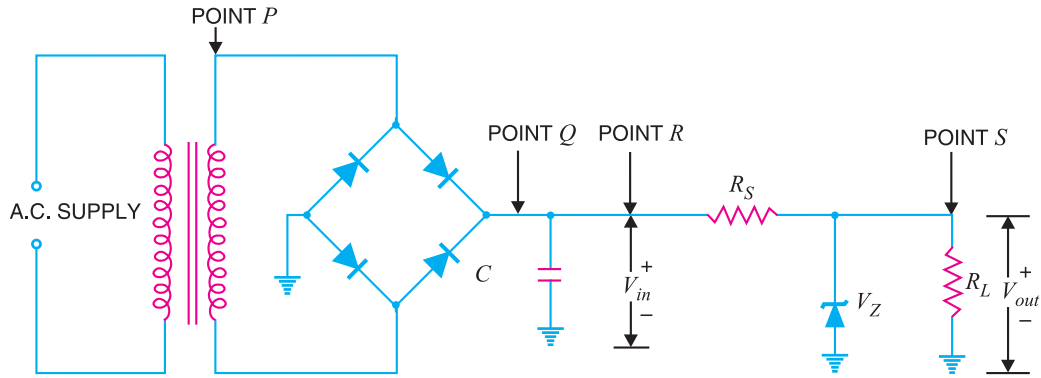 POINT P
POINT Q
POINT R
POINT S
A.C. SUPPLY
R_S
C
+
V_in
−
V_Z
R_L
+
V_out
−